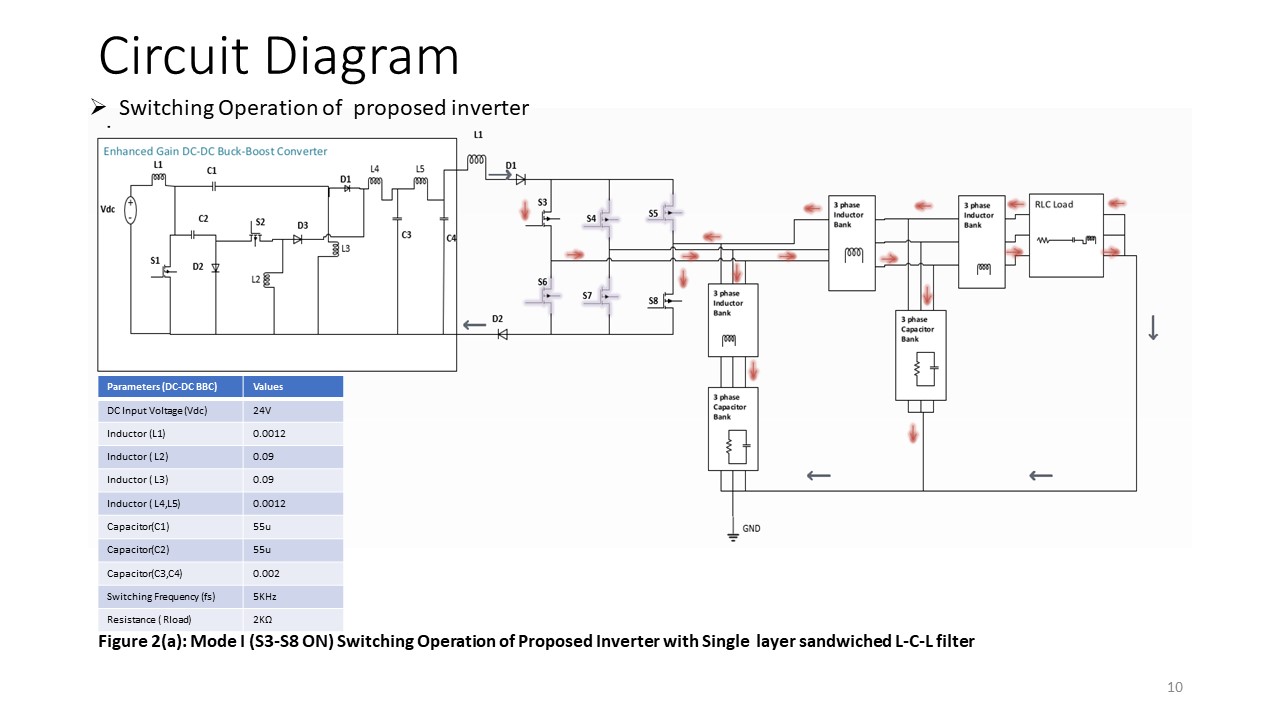 Circuit Diagram
➢ Switching Operation of proposed inverter
.
Enhanced Gain DC-DC Buck-Boost Converter
L1
C1
D1
L4
L5
Vdc
C2
S2
D3
L3
C3
C4
S1
D2
L2
L1
D1
S3
S4
S5
S6
S7
S8
D2
3 phase
Inductor
Bank
3 phase
Capacitor
Bank
GND
3 phase
Inductor
Bank
3 phase
Capacitor
Bank
3 phase
Inductor
Bank
RLC Load
Parameters (DC-DC BBC) Values
DC Input Voltage (Vdc) 24V
Inductor (L1) 0.0012
Inductor ( L2) 0.09
Inductor ( L3) 0.09
Inductor ( L4,L5) 0.0012
Capacitor(C1) 55u
Capacitor(C2) 55u
Capacitor(C3,C4) 0.002
Switching Frequency (fs) 5KHz
Resistance ( Rload) 2KΩ
Figure 2(a): Mode I (S3-S8 ON) Switching Operation of Proposed Inverter with Single layer sandwiched L-C-L filter
10